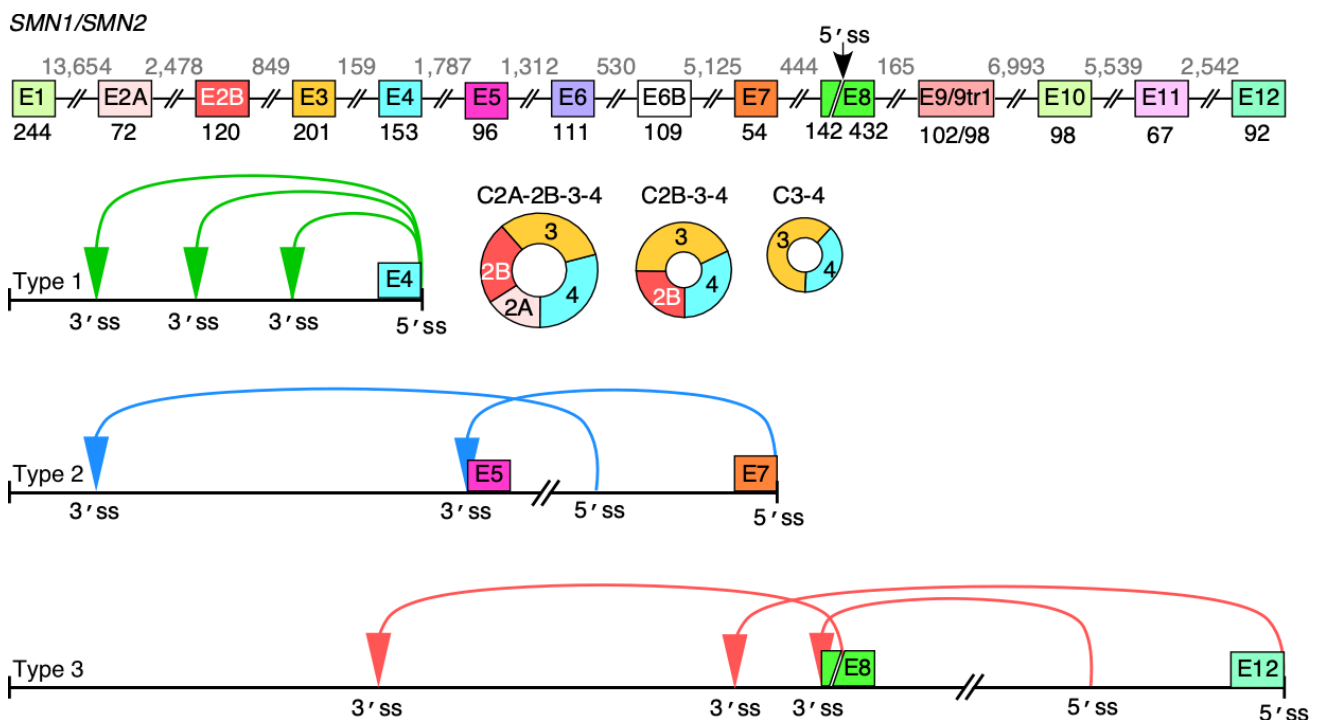 SMN1/SMN2
5′ss
13,654 2,478 849 159 1,787 1,312 530 5,125 444 165 6,993 5,539 2,542
E1 E2A E2B E3 E4 E5 E6 E6B E7 E8 E9/9tr1 E10 E11 E12
244 72 120 201 153 96 111 109 54 142 432 102/98 98 67 92
C2A-2B-3-4 C2B-3-4 C3-4
3 3 3
2B 2A 4 2B 4 4
Type 1 E4
3′ss 3′ss 3′ss 5′ss
Type 2 E5 E7
3′ss 3′ss 5′ss 5′ss
Type 3 E8 E12
3′ss 3′ss 3′ss 5′ss 5′ss